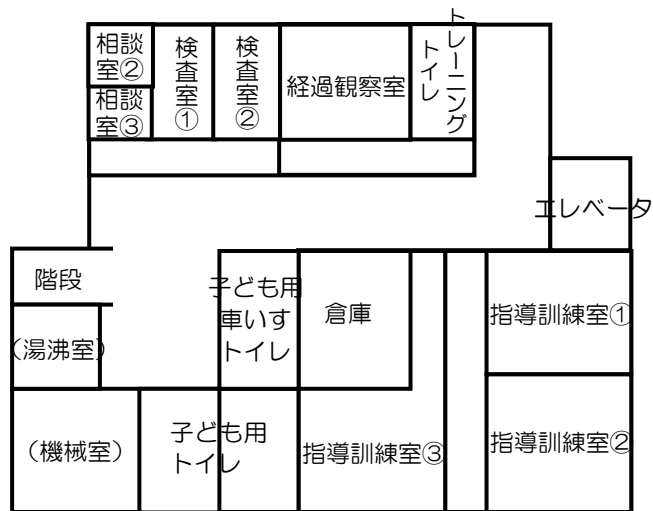 相談
室②
相談
室③
検査室①
検査室②
経過観察室
トレーニング
トイレ
エレベータ
階段
（湯沸室）
子ども用
車いす
トイレ
倉庫
指導訓練室①
（機械室）
子ども用
トイレ
指導訓練室③
指導訓練室②